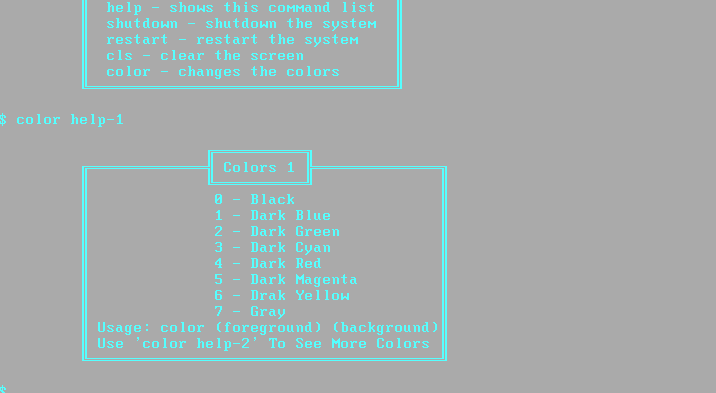 help - shows this command list
shutdown - shutdown the system
restart - restart the system
cls - clear the screen
color - changes the colors
$ color help-1
Colors 1
0 - Black
1 - Dark Blue
2 - Dark Green
3 - Dark Cyan
4 - Dark Red
5 - Dark Magenta
6 - Drak Yellow
7 - Gray
Usage: color (foreground) (background)
Use 'color help-2' To See More Colors
$